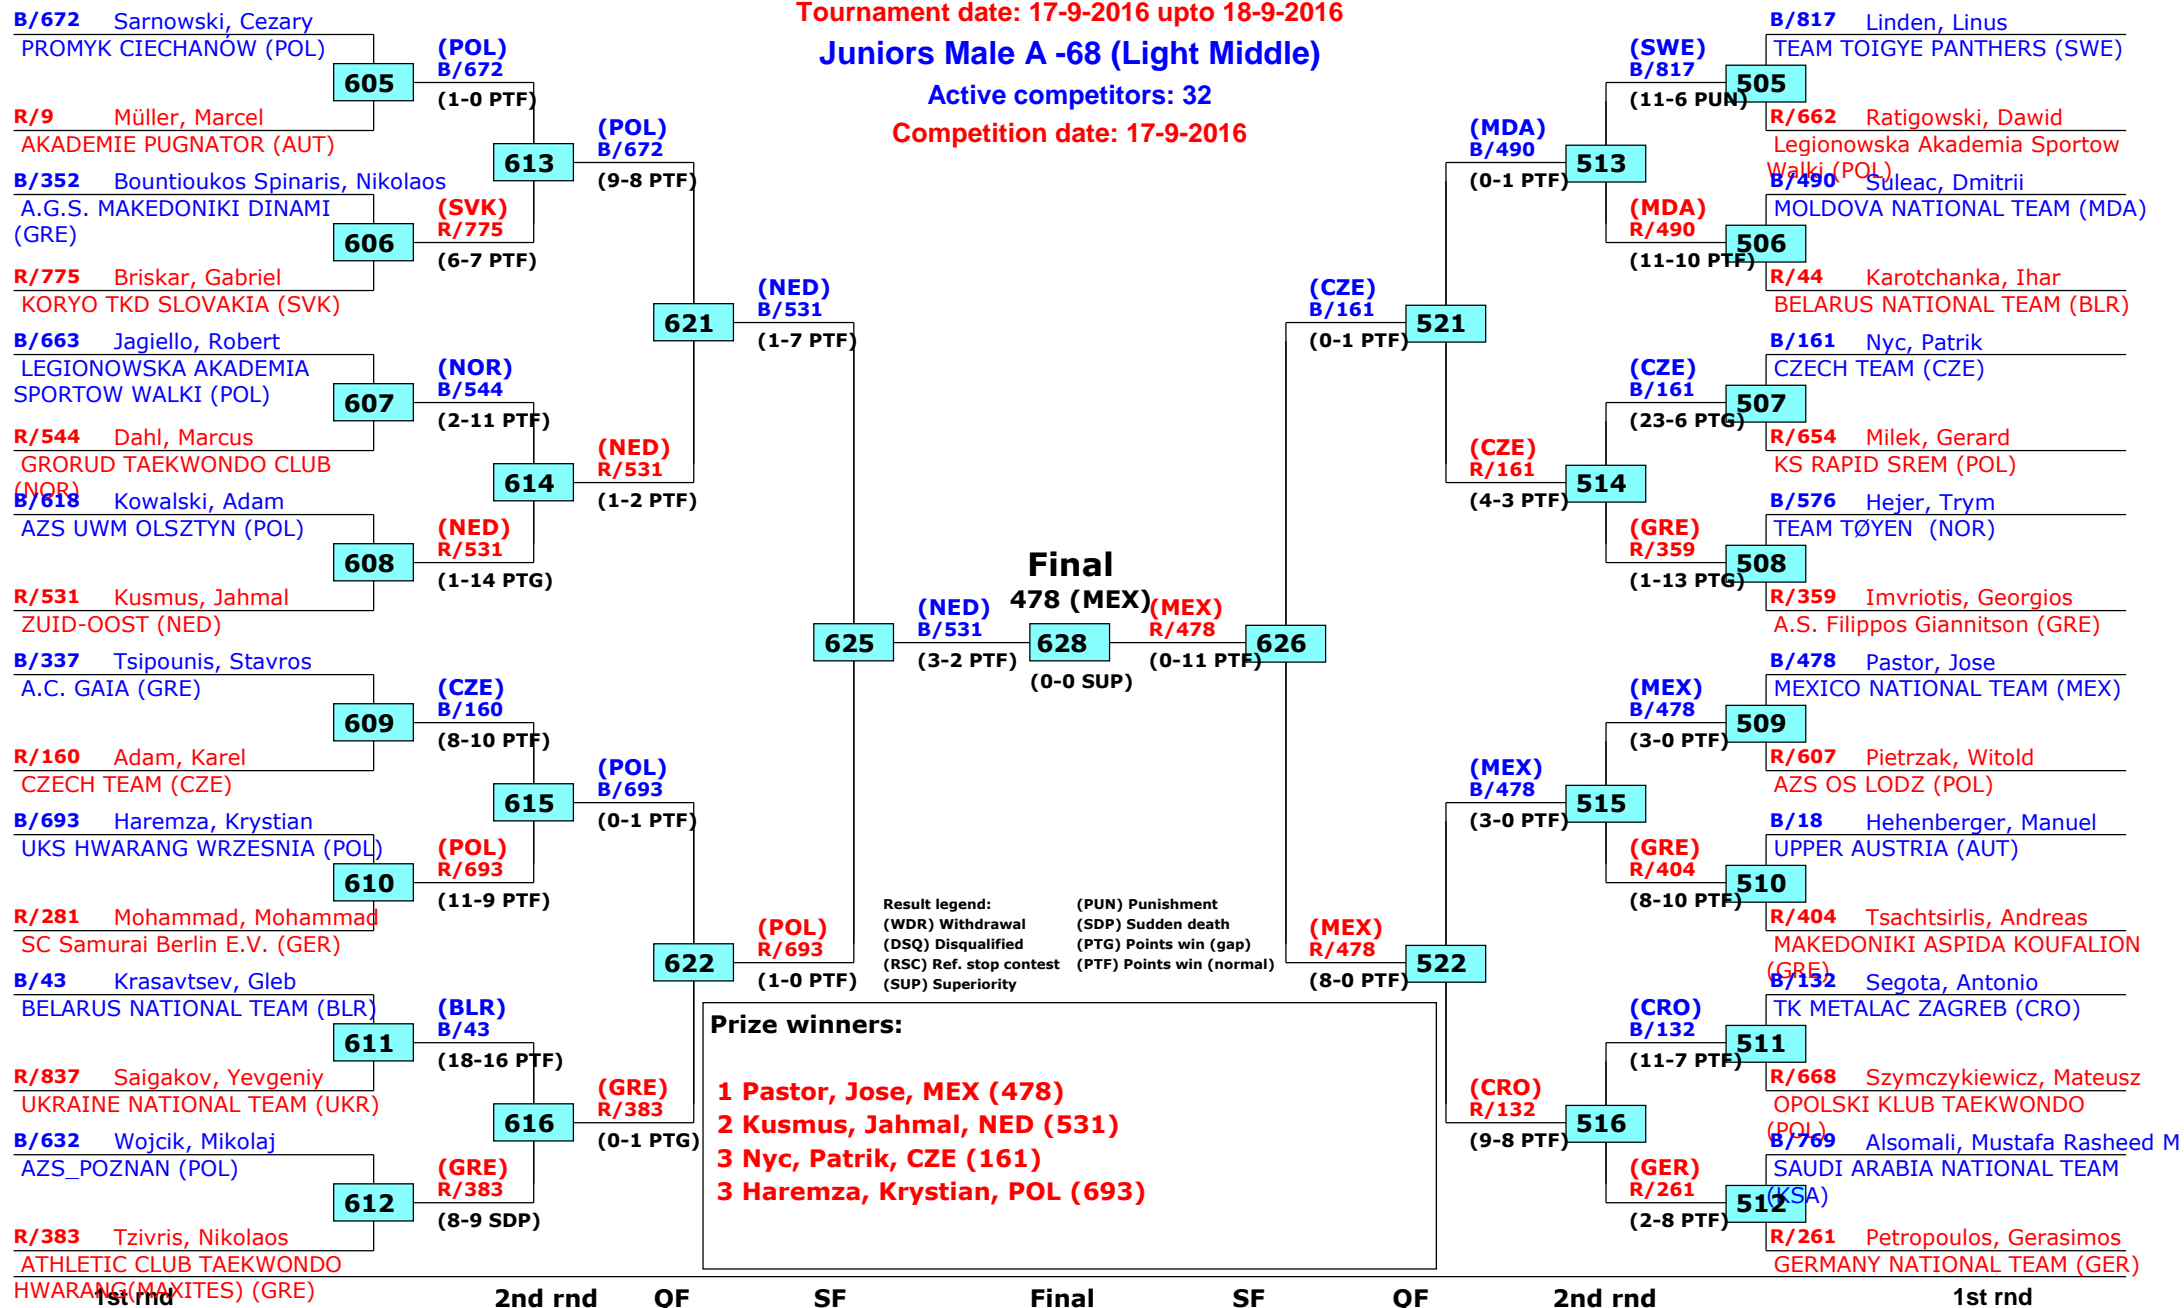 Tournament date: 17-9-2016 upto 18-9-2016
Juniors Male A -68 (Light Middle)
Active competitors: 32
Competition date: 17-9-2016
B/672 Sarnowski, Cezary
PROMYK CIECHANÓW (POL)
605
R/9 Müller, Marcel
AKADEMIE PUGNATOR (AUT)
B/352 Bountioukos Spinaris, Nikolaos
A.G.S. MAKEDONIKI DINAMI
(GRE)
606
R/775 Briskar, Gabriel
KORYO TKD SLOVAKIA (SVK)
B/663 Jagiello, Robert
LEGIONOWSKA AKADEMIA
SPORTOW WALKI (POL)
607
R/544 Dahl, Marcus
GRORUD TAEKWONDO CLUB
(NOR)
B/618 Kowalski, Adam
AZS UWM OLSZTYN (POL)
608
R/531 Kusmus, Jahmal
ZUID-OOST (NED)
B/337 Tsipounis, Stavros
A.C. GAIA (GRE)
609
R/160 Adam, Karel
CZECH TEAM (CZE)
B/693 Haremza, Krystian
UKS HWARANG WRZESNIA (POL)
610
R/281 Mohammad, Mohammad
SC Samurai Berlin E.V. (GER)
B/43 Krasavtsev, Gleb
BELARUS NATIONAL TEAM (BLR)
611
R/837 Saigakov, Yevgeniy
UKRAINE NATIONAL TEAM (UKR)
B/632 Wojcik, Mikolaj
AZS_POZNAN (POL)
612
R/383 Tzivris, Nikolaos
ATHLETIC CLUB TAEKWONDO
HWARANG(MAXITES) (GRE)
(POL)
B/672
(1-0 PTF)
613
(SVK)
R/775
(6-7 PTF)
(NOR)
B/544
(2-11 PTF)
614
(NED)
R/531
(1-14 PTG)
(CZE)
B/160
(8-10 PTF)
615
(POL)
R/693
(11-9 PTF)
(BLR)
B/43
(18-16 PTF)
616
(GRE)
R/383
(8-9 SDP)
(POL)
B/672
(9-8 PTF)
621
(NED)
R/531
(1-2 PTF)
(POL)
B/693
(0-1 PTF)
622
(GRE)
R/383
(0-1 PTG)
(NED)
B/531
(1-7 PTF)
625
(POL)
R/693
(1-0 PTF)
Final
478 (MEX)
(NED)
B/531
(3-2 PTF)
628
(0-0 SUP)
(MEX)
R/478
(0-11 PTF)
626
(CZE)
B/161
(0-1 PTF)
521
(MEX)
R/478
(8-0 PTF)
522
(MDA)
B/490
(0-1 PTF)
513
(CZE)
R/161
(4-3 PTF)
514
(MEX)
B/478
(3-0 PTF)
515
(CRO)
R/132
(9-8 PTF)
516
(SWE)
B/817
(11-6 PUN)
505
(MDA)
R/490
(11-10 PTF)
506
(CZE)
B/161
(23-6 PTG)
507
(GRE)
R/359
(1-13 PTG)
508
(MEX)
B/478
(3-0 PTF)
509
(GRE)
R/404
(8-10 PTF)
510
(CRO)
B/132
(11-7 PTF)
511
(GER)
R/261
(2-8 PTF)
512
B/817 Linden, Linus
TEAM TOIGYE PANTHERS (SWE)
R/662 Ratigowski, Dawid
Legionowska Akademia Sportow
Walki (POL)
B/490 Suleac, Dmitrii
MOLDOVA NATIONAL TEAM (MDA)
R/44 Karotchanka, Ihar
BELARUS NATIONAL TEAM (BLR)
B/161 Nyc, Patrik
CZECH TEAM (CZE)
R/654 Milek, Gerard
KS RAPID SREM (POL)
B/576 Hejer, Trym
TEAM TØYEN (NOR)
R/359 Imvriotis, Georgios
A.S. Filippos Giannitson (GRE)
B/478 Pastor, Jose
MEXICO NATIONAL TEAM (MEX)
R/607 Pietrzak, Witold
AZS OS LODZ (POL)
B/18 Hehenberger, Manuel
UPPER AUSTRIA (AUT)
R/404 Tsachtsirlis, Andreas
MAKEDONIKI ASPIDA KOUFALION
(GRE)
B/132 Segota, Antonio
TK METALAC ZAGREB (CRO)
R/668 Szymczykiewicz, Mateusz
OPOLSKI KLUB TAEKWONDO
(POL)
B/769 Alsomali, Mustafa Rasheed M
SAUDI ARABIA NATIONAL TEAM
(KSA)
R/261 Petropoulos, Gerasimos
GERMANY NATIONAL TEAM (GER)
Result legend:
(WDR) Withdrawal
(DSQ) Disqualified
(RSC) Ref. stop contest
(SUP) Superiority
(PUN) Punishment
(SDP) Sudden death
(PTG) Points win (gap)
(PTF) Points win (normal)
Prize winners:
1 Pastor, Jose, MEX (478)
2 Kusmus, Jahmal, NED (531)
3 Nyc, Patrik, CZE (161)
3 Haremza, Krystian, POL (693)
1st rnd 2nd rnd QF SF Final SF QF 2nd rnd 1st rnd